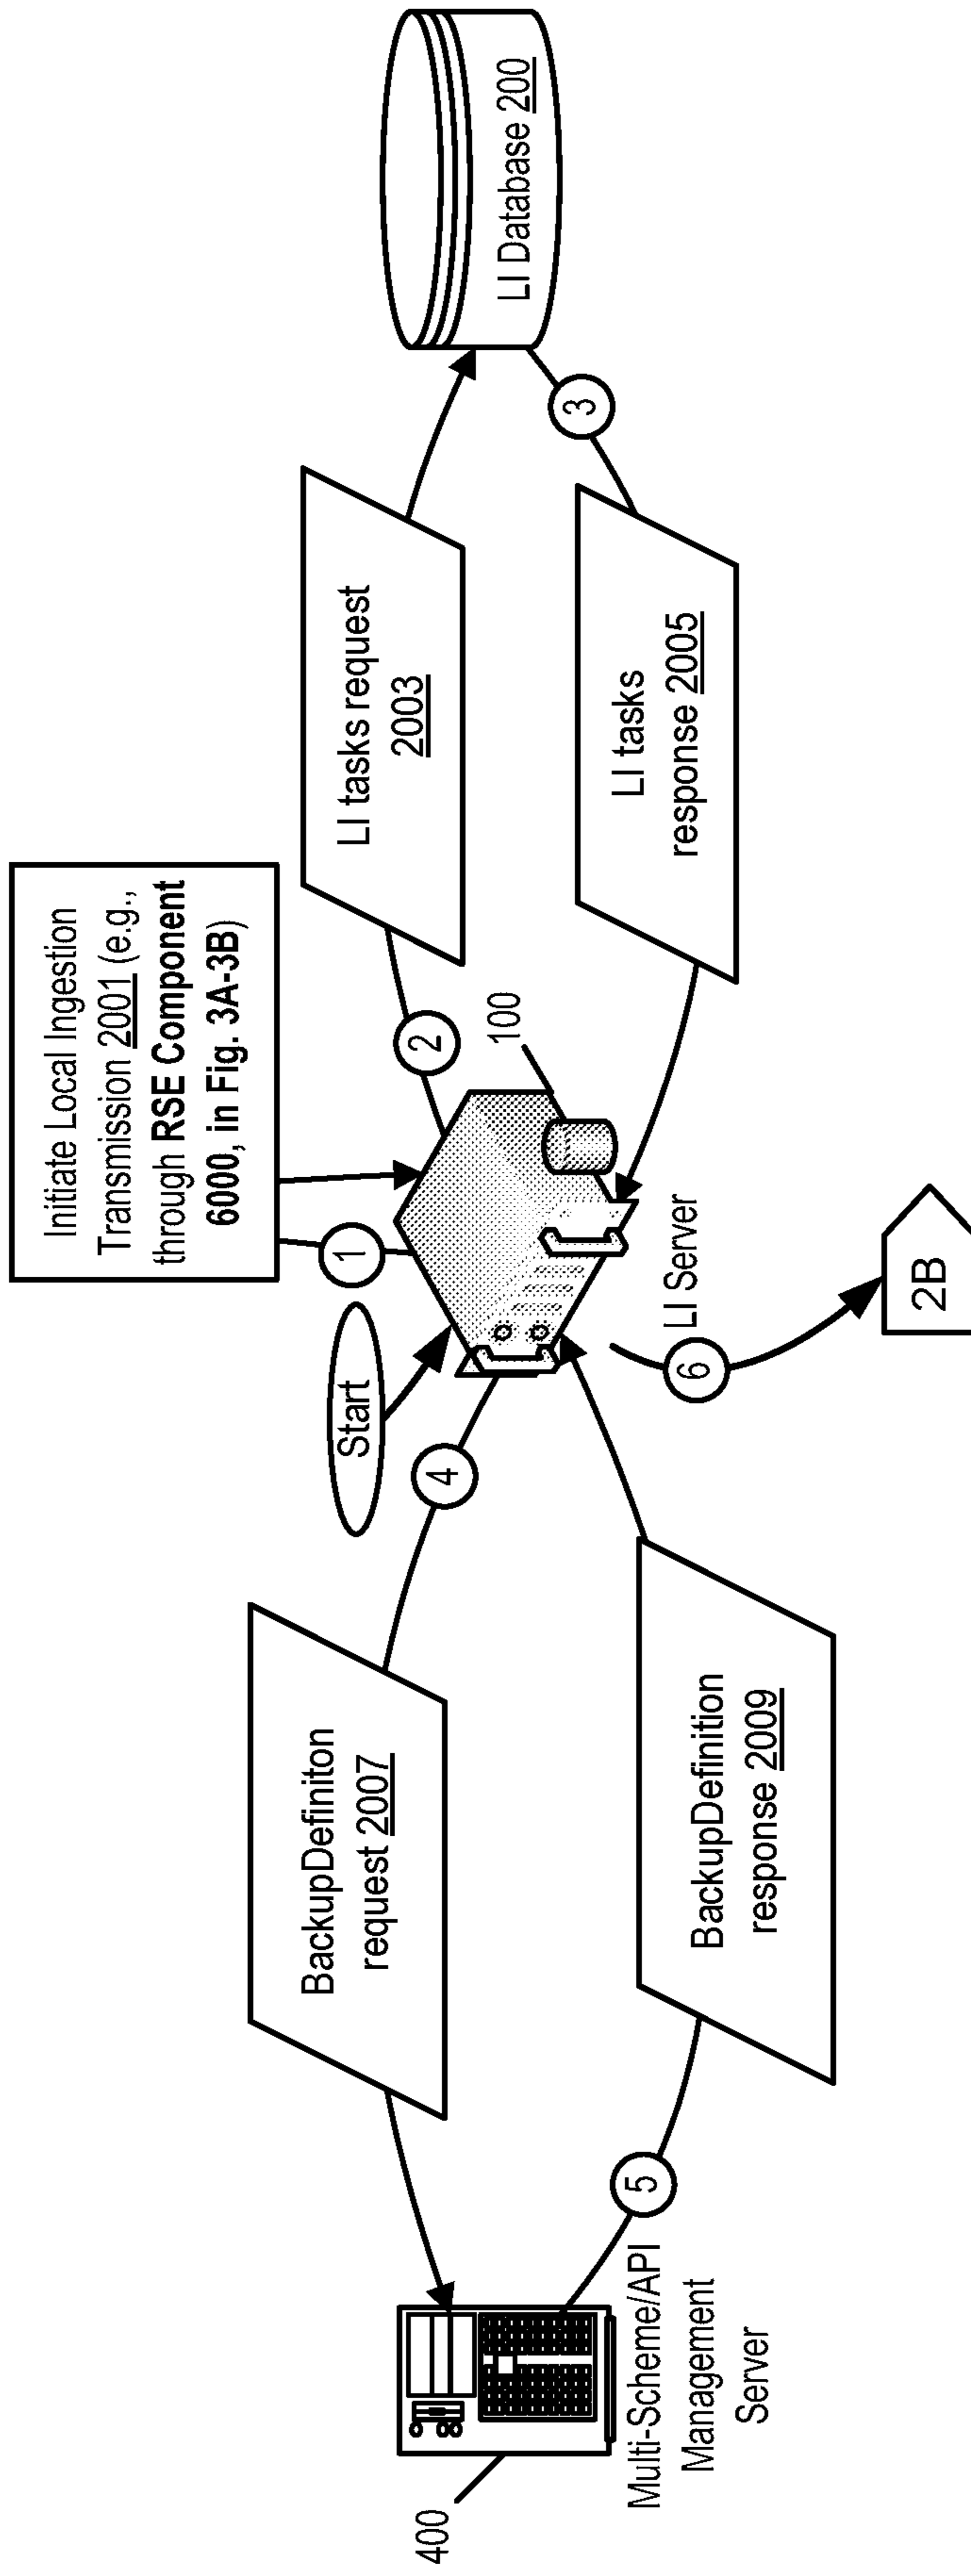 Initiate Local Ingestion
Transmission 2001 (e.g.,
through RSE Component
6000, in Fig. 3A-3B)
Start
1
BackupDefiniton
request 2007
4
2
LI tasks request
2003
LI Database 200
400
Multi-Scheme/API
Management
Server
5
BackupDefinition
response 2009
100
LI Server
LI tasks
response 2005
3
6
2B